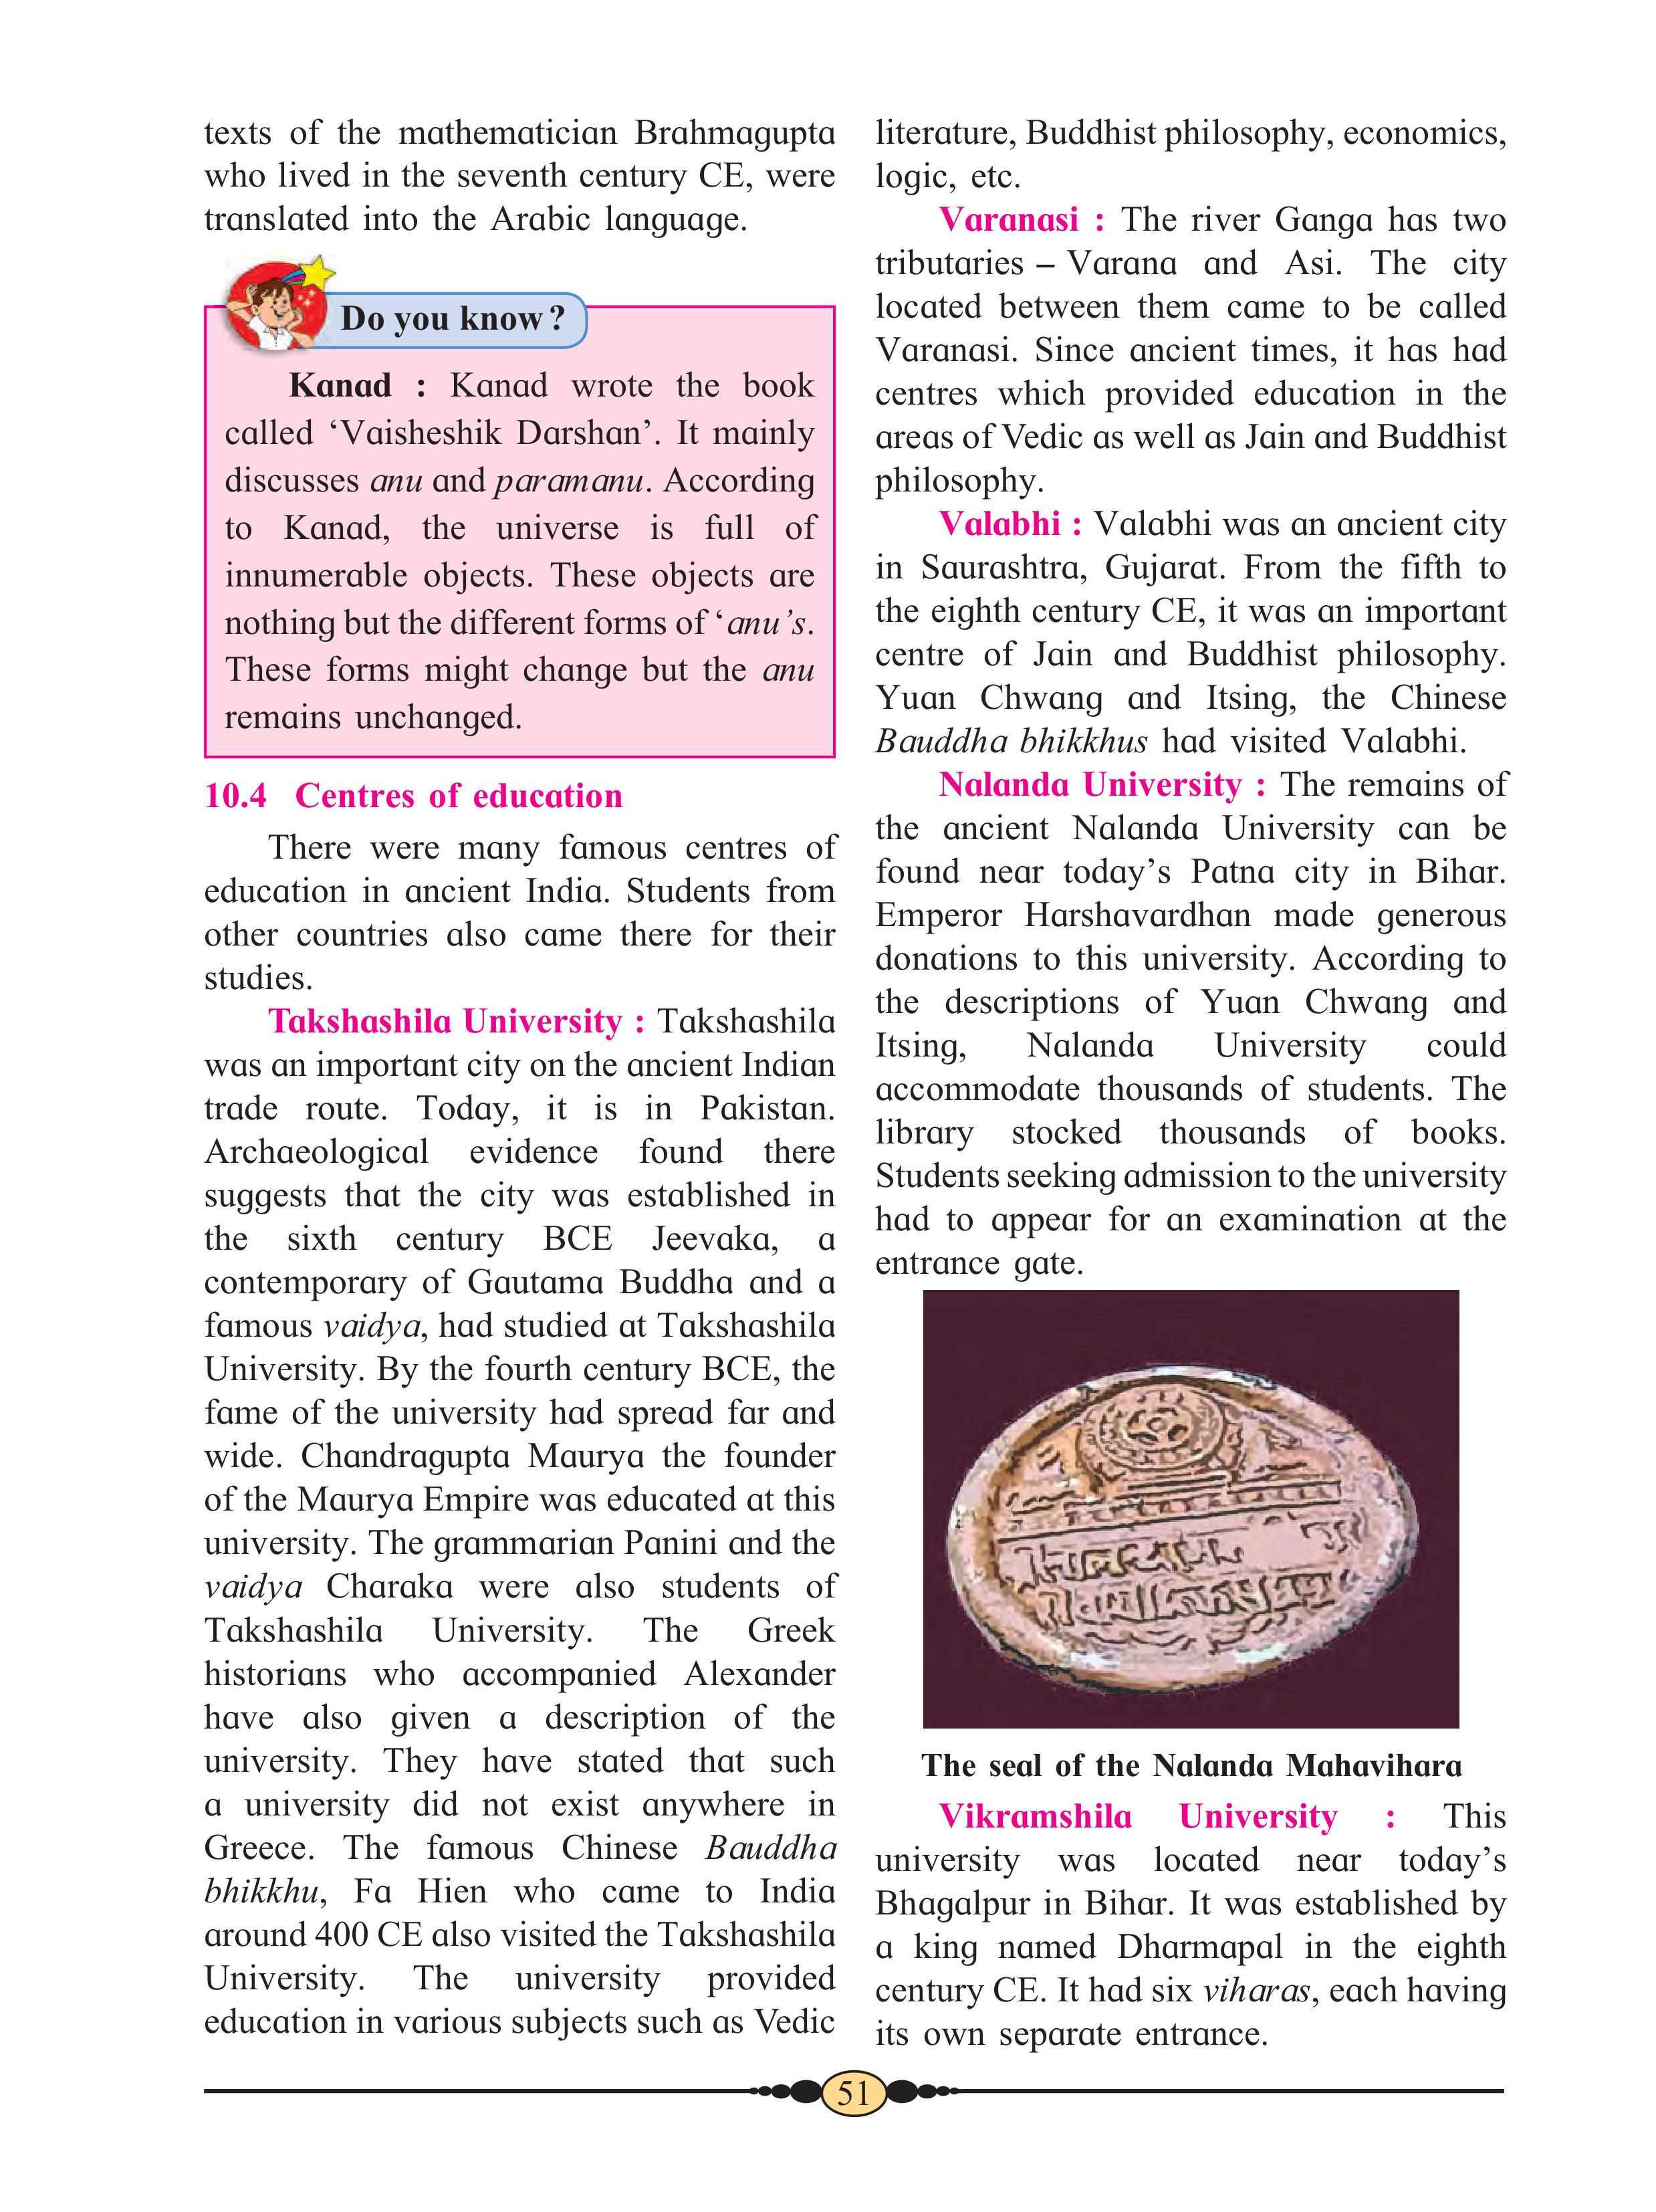 texts of the mathematician Brahmagupta
who lived in the seventh century CE, were
translated into the Arabic language.
Do you know ?
Kanad : Kanad wrote the book
called ‘Vaisheshik Darshan’. It mainly
discusses anu and paramanu. According
to Kanad, the universe is full of
innumerable objects. These objects are
nothing but the different forms of ‘anu’s.
These forms might change but the anu
remains unchanged.
10.4 Centres of education
There were many famous centres of
education in ancient India. Students from
other countries also came there for their
studies.
Takshashila University : Takshashila
was an important city on the ancient Indian
trade route. Today, it is in Pakistan.
Archaeological evidence found there
suggests that the city was established in
the sixth century BCE Jeevaka, a
contemporary of Gautama Buddha and a
famous vaidya, had studied at Takshashila
University. By the fourth century BCE, the
fame of the university had spread far and
wide. Chandragupta Maurya the founder
of the Maurya Empire was educated at this
university. The grammarian Panini and the
vaidya Charaka were also students of
Takshashila University. The Greek
historians who accompanied Alexander
have also given a description of the
university. They have stated that such
a university did not exist anywhere in
Greece. The famous Chinese Bauddha
bhikkhu, Fa Hien who came to India
around 400 CE also visited the Takshashila
University. The university provided
education in various subjects such as Vedic
literature, Buddhist philosophy, economics,
logic, etc.
Varanasi : The river Ganga has two
tributaries – Varana and Asi. The city
located between them came to be called
Varanasi. Since ancient times, it has had
centres which provided education in the
areas of Vedic as well as Jain and Buddhist
philosophy.
Valabhi : Valabhi was an ancient city
in Saurashtra, Gujarat. From the fifth to
the eighth century CE, it was an important
centre of Jain and Buddhist philosophy.
Yuan Chwang and Itsing, the Chinese
Bauddha bhikkhus had visited Valabhi.
Nalanda University : The remains of
the ancient Nalanda University can be
found near today’s Patna city in Bihar.
Emperor Harshavardhan made generous
donations to this university. According to
the descriptions of Yuan Chwang and
Itsing, Nalanda University could
accommodate thousands of students. The
library stocked thousands of books.
Students seeking admission to the university
had to appear for an examination at the
entrance gate.
The seal of the Nalanda Mahavihara
Vikramshila University : This
university was located near today’s
Bhagalpur in Bihar. It was established by
a king named Dharmapal in the eighth
century CE. It had six viharas, each having
its own separate entrance.
51